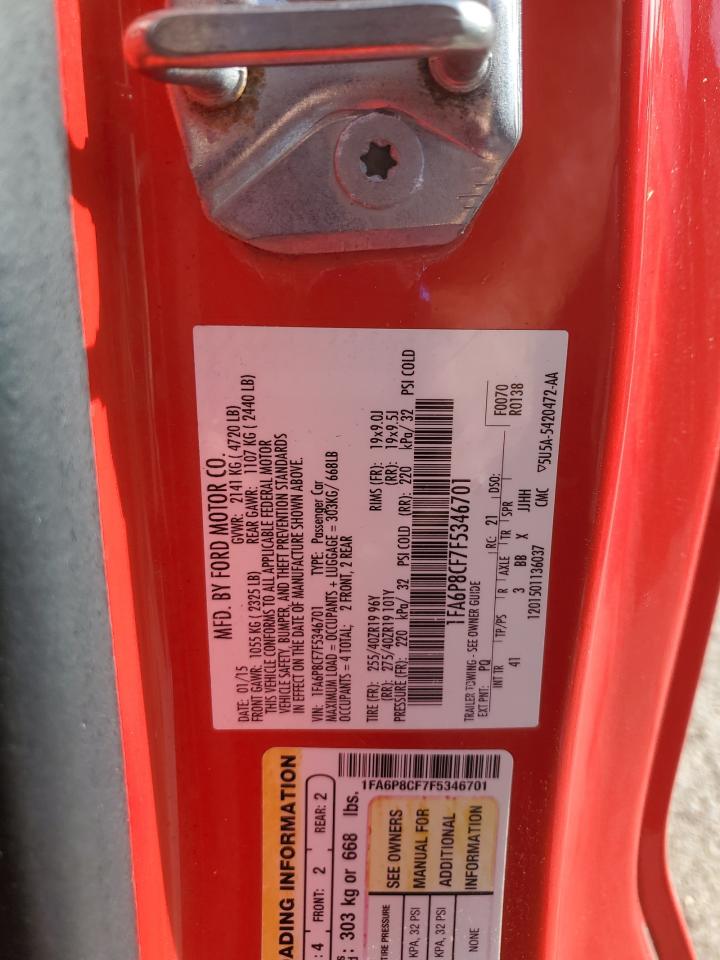 MFD. BY FORD MOTOR CO.
DATE: 01/15 GVWR: 2141 KG ( 4720 LB)
FRONT GAWR: 1055 KG ( 2325 LB) REAR GAWR: 1107 KG ( 2440 LB)
THIS VEHICLE CONFORMS TO ALL APPLICABLE FEDERAL MOTOR
VEHICLE SAFETY, BUMPER, AND THEFT PREVENTION STANDARDS
IN EFFECT ON THE DATE OF MANUFACTURE SHOWN ABOVE.
VIN: 1FA6P8CF7F5346701 TYPE: Passenger Car
MAXIMUM LOAD = OCCUPANTS + LUGGAGE = 303KG/ 668LB
OCCUPANTS = 4 TOTAL: 2 FRONT, 2 REAR
TIRE (FR): 255/40ZR19 96Y RIMS (FR): 19x9.0J
(RR): 275/40ZR19 101Y (RR): 19x9.5J
PRESSURE (FR): 220 kPa/ 32 PSI COLD (RR): 220 kPa/ 32 PSI COLD
1FA6P8CF7F5346701
TRAILER TOWING - SEE OWNER GUIDE F0070
EXT PNT: PQ RC: 21 DSO: R0138
INT TR TP/PS R AXLE TR SPR
41 3 BB X JJHH
1201501136037 CMC ▽5U5A-5420472-AA
1FA6P8CF7F5346701
ADING INFORMATION
: 4 FRONT: 2 REAR: 2
: 303 kg or 668 lbs.
TIRE PRESSURE SEE OWNERS
KPA, 32 PSI MANUAL FOR
KPA, 32 PSI ADDITIONAL
NONE INFORMATION